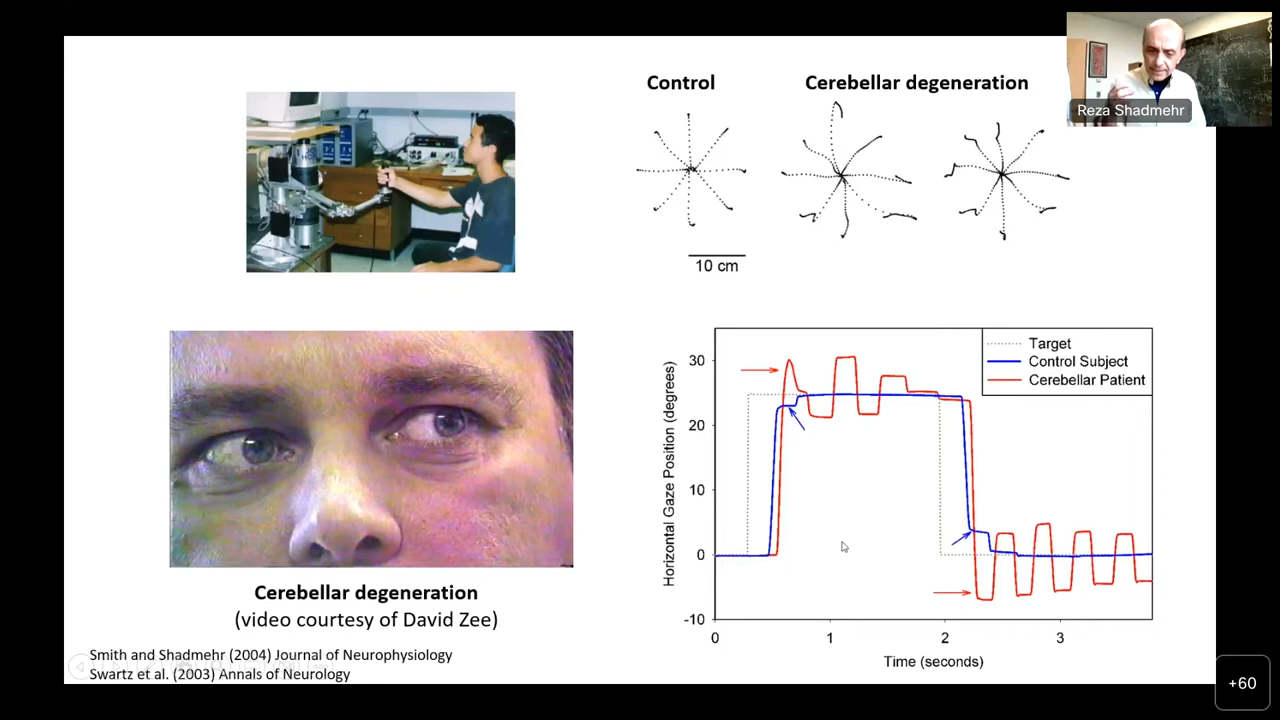 Control
Cerebellar degeneration
Reza Shadmehr
10 cm
Target
Control Subject
Cerebellar Patient
Horizontal Gaze Position (degrees)
30
20
10
0
-10
0
1
2
3
Time (seconds)
Cerebellar degeneration
(video courtesy of David Zee)
Smith and Shadmehr (2004) Journal of Neurophysiology
Swartz et al. (2003) Annals of Neurology
+60